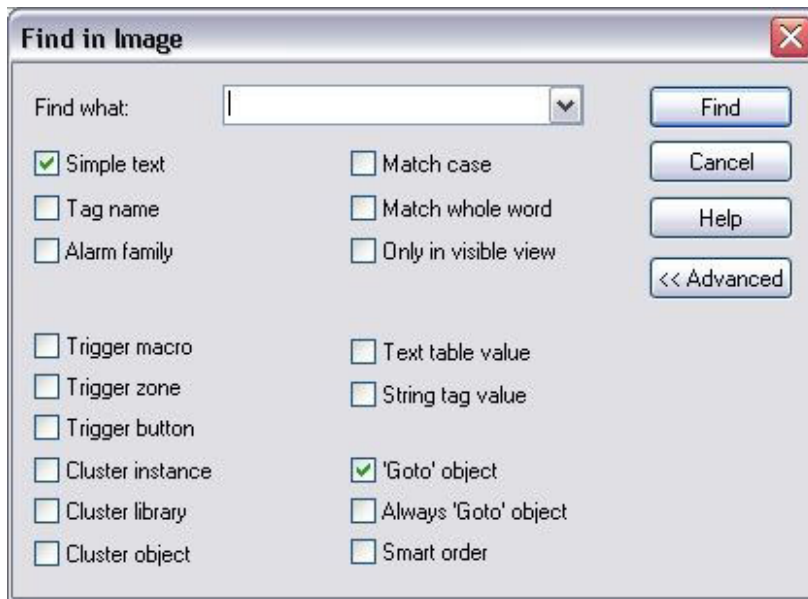 Find in Image
Find what:
Find
Simple text
Match case
Cancel
Tag name
Match whole word
Help
Alarm family
Only in visible view
<< Advanced
Trigger macro
Text table value
Trigger zone
String tag value
Trigger button
Cluster instance
'Goto' object
Cluster library
Always 'Goto' object
Cluster object
Smart order